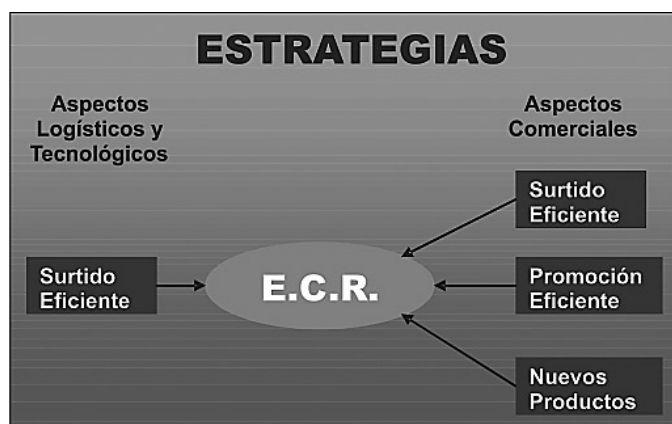 ESTRATEGIAS
Aspectos
Logísticos y
Tecnológicos
Aspectos
Comerciales
Surtido
Eficiente
Surtido
Eficiente
E.C.R.
Promoción
Eficiente
Nuevos
Productos